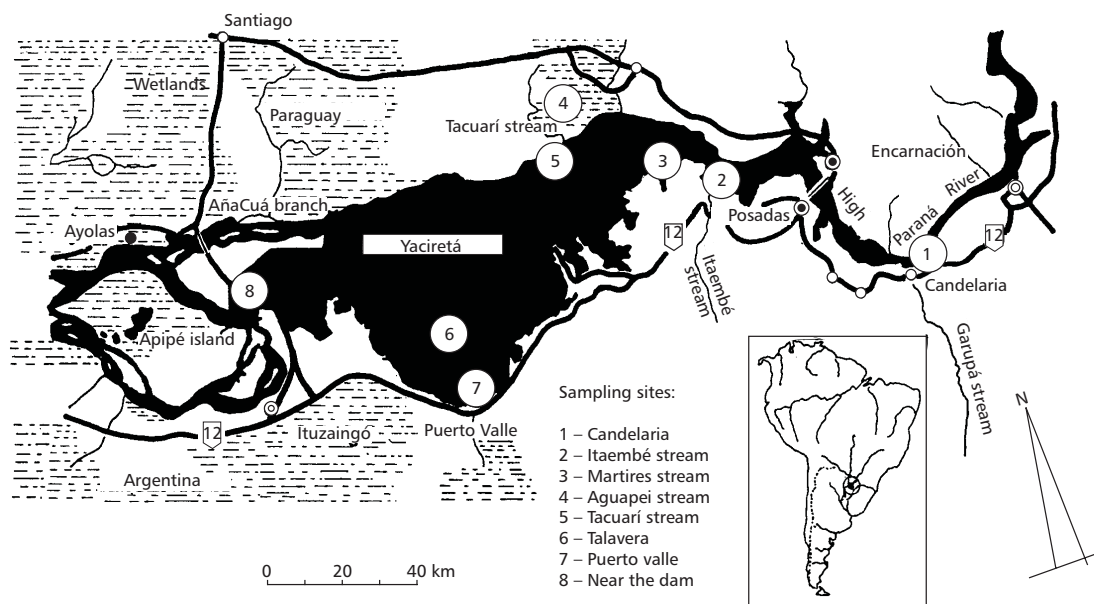 Santiago
Wetlands
Paraguay
4
Tacuarí stream
5
3
2
Encarnación
AñaCuá branch
Ayolas
Yaciretá
12
Posadas
High
Paraná
River
1
12
Candelaria
Itaembé
stream
8
Apipé island
6
7
Garupá stream
N
12
Ituzaingó
Puerto Valle
Argentina
Sampling sites:
1 – Candelaria
2 – Itaembé stream
3 – Martires stream
4 – Aguapei stream
5 – Tacuarí stream
6 – Talavera
7 – Puerto valle
8 – Near the dam
0 20 40 km